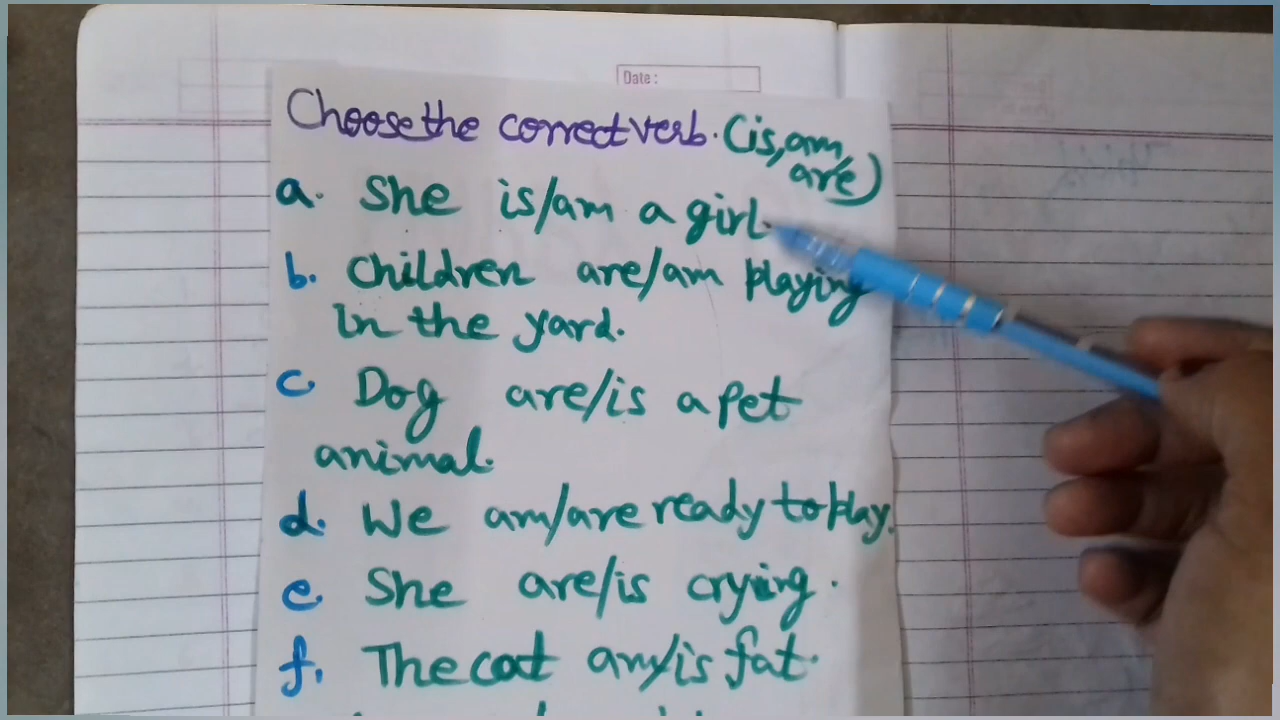 Date:
Choose the correct verb. (is, am,
are)
a. She is/am a girl.
b. Children are/am playing
in the yard.
c Dog are/is a pet
animal.
d. We am/are ready to play.
e She are/is crying.
f. The cat am/is fat.